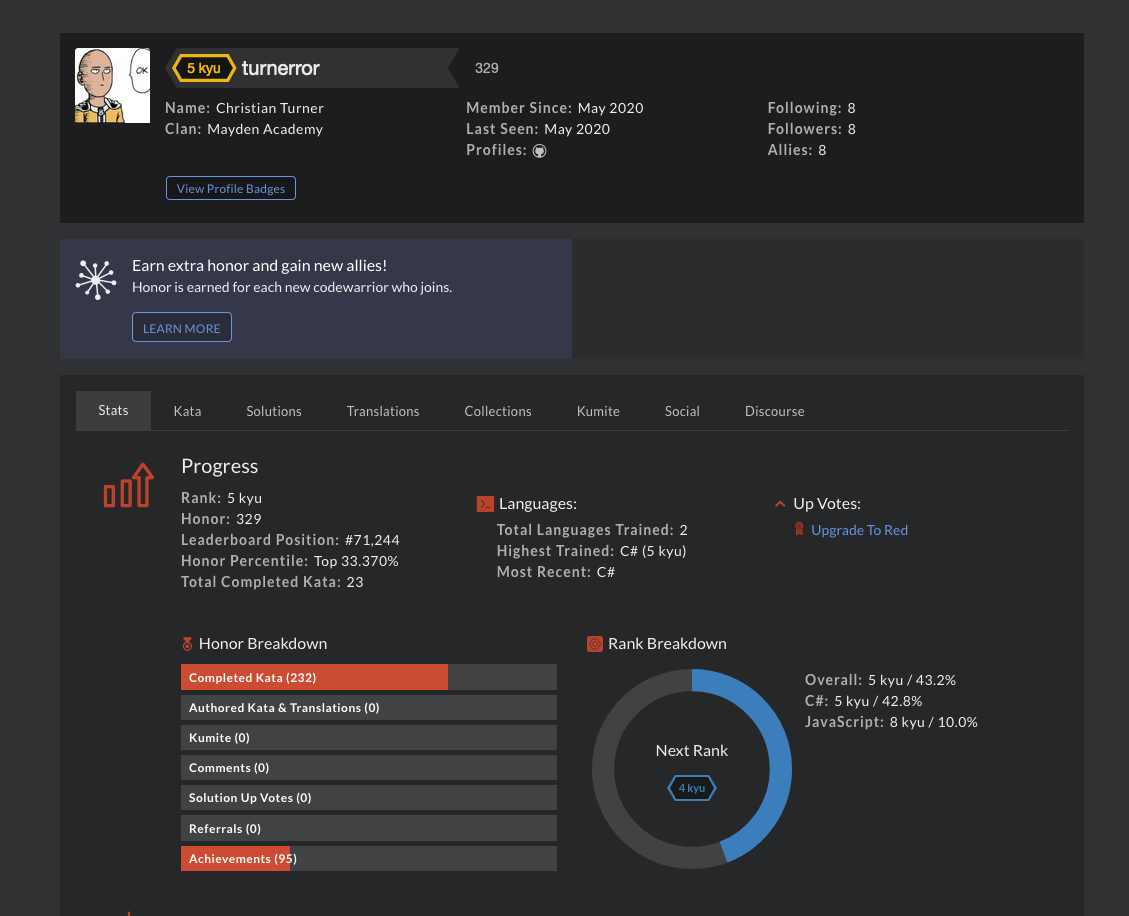 OK
5 kyu turnerror 329
Name: Christian Turner
Clan: Mayden Academy
Member Since: May 2020
Last Seen: May 2020
Profiles:
Following: 8
Followers: 8
Allies: 8
View Profile Badges
Earn extra honor and gain new allies!
Honor is earned for each new codewarrior who joins.
LEARN MORE
Stats Kata Solutions Translations Collections Kumite Social Discourse
Progress
Rank: 5 kyu
Honor: 329
Leaderboard Position: #71,244
Honor Percentile: Top 33.370%
Total Completed Kata: 23
Languages:
Total Languages Trained: 2
Highest Trained: C# (5 kyu)
Most Recent: C#
Up Votes:
Upgrade To Red
Honor Breakdown
Completed Kata (232)
Authored Kata & Translations (0)
Kumite (0)
Comments (0)
Solution Up Votes (0)
Referrals (0)
Achievements (95)
Rank Breakdown
Next Rank
4 kyu
Overall: 5 kyu / 43.2%
C#: 5 kyu / 42.8%
JavaScript: 8 kyu / 10.0%